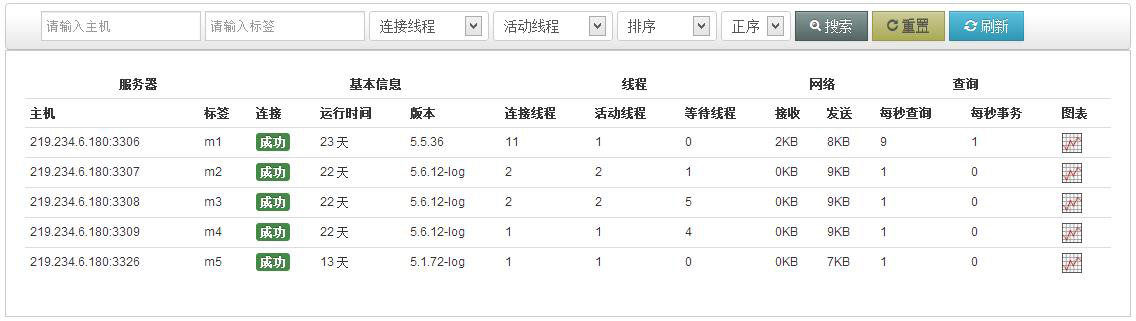 请输入主机 请输入标签 连接线程 活动线程 排序 正序 搜索 重置 刷新
服务器 基本信息 线程 网络 查询
主机 标签 连接 运行时间 版本 连接线程 活动线程 等待线程 接收 发送 每秒查询 每秒事务 图表
219.234.6.180:3306 m1 成功 23 天 5.5.36 11 1 0 2KB 8KB 9 1
219.234.6.180:3307 m2 成功 22 天 5.6.12-log 2 2 1 0KB 9KB 1 0
219.234.6.180:3308 m3 成功 22 天 5.6.12-log 2 2 5 0KB 9KB 1 0
219.234.6.180:3309 m4 成功 22 天 5.6.12-log 1 1 4 0KB 9KB 1 0
219.234.6.180:3326 m5 成功 13 天 5.1.72-log 1 1 0 0KB 7KB 1 0